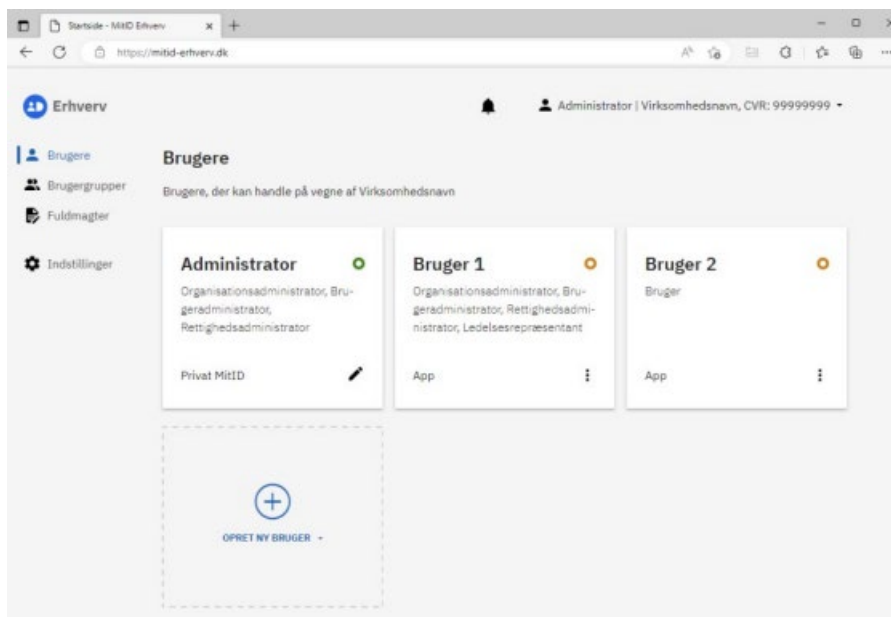 Startside - MitID Erhverv
https://mitid-erhverv.dk
Erhverv
Administrator | Virksomhedsnavn, CVR: 99999999
Brugere
Brugergrupper
Fuldmagter
Indstillinger
Brugere
Brugere, der kan handle på vegne af Virksomhedsnavn
Administrator
Organisationsadministrator, Bru-
geradministrator,
Rettighedsadministrator
Privat MitID
Bruger 1
Organisationsadministrator, Bru-
geradministrator, Rettighedsadmi-
nistrator, Ledelsesrepræsentant
App
Bruger 2
Bruger
App
OPRET NY BRUGER